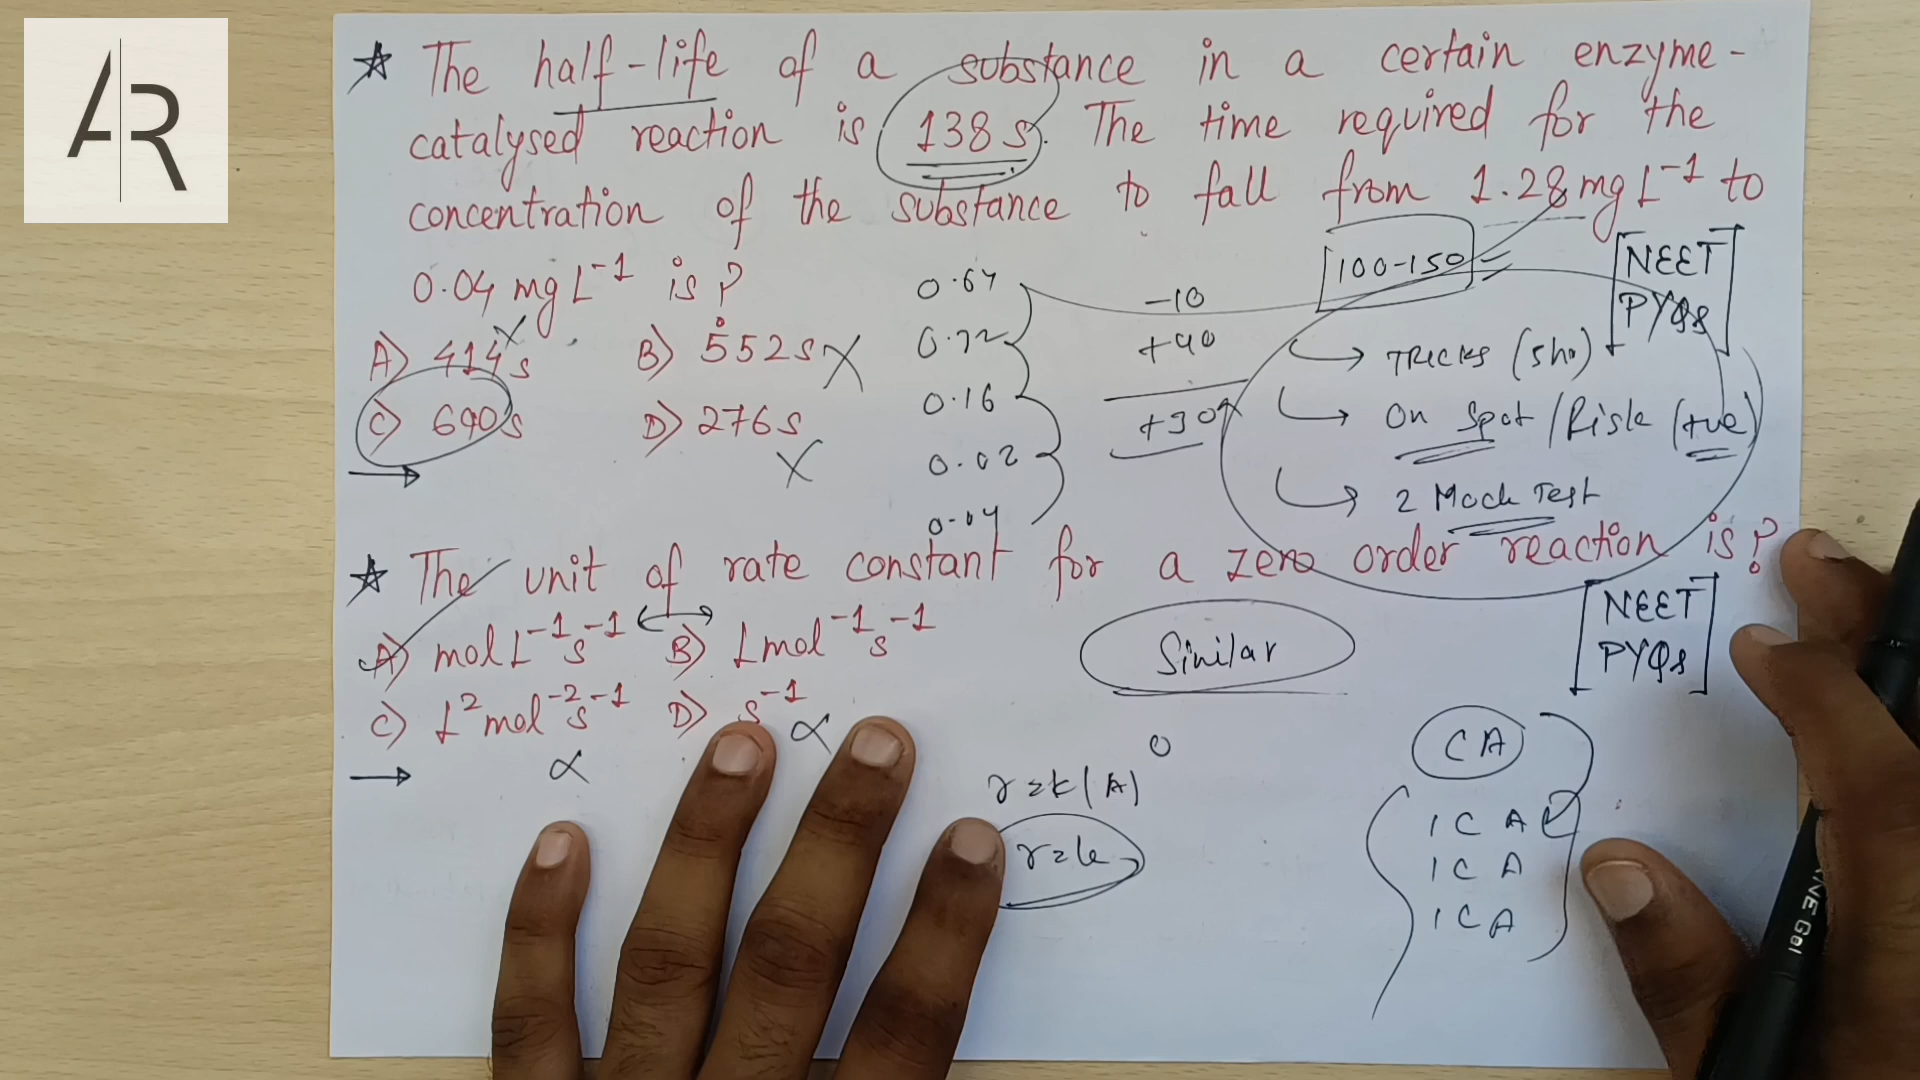 AR
★ The half-life of a substance in a certain enzyme-
catalysed reaction is 138 s. The time required for the
concentration of the substance to fall from 1.28 mg L⁻¹ to
0.04 mg L⁻¹ is ?
A) 414 s B) 552 s
C) 690 s D) 276 s
0.64
0.32
0.16
0.02
0.04
-10
+40
+30
[100-150]
[NEET
PYQs]
TRICKS (Sho)
On Spot / Risk (+ve)
2 Mock Test
★ The unit of rate constant for a zero order reaction is ?
A) mol L⁻¹ s⁻¹ B) L mol⁻¹ s⁻¹
C) L² mol⁻² s⁻¹ D) s⁻¹
Similar
[NEET
PYQs]
r = k (A)⁰
r = k
CA
I C A
I C A
I C A